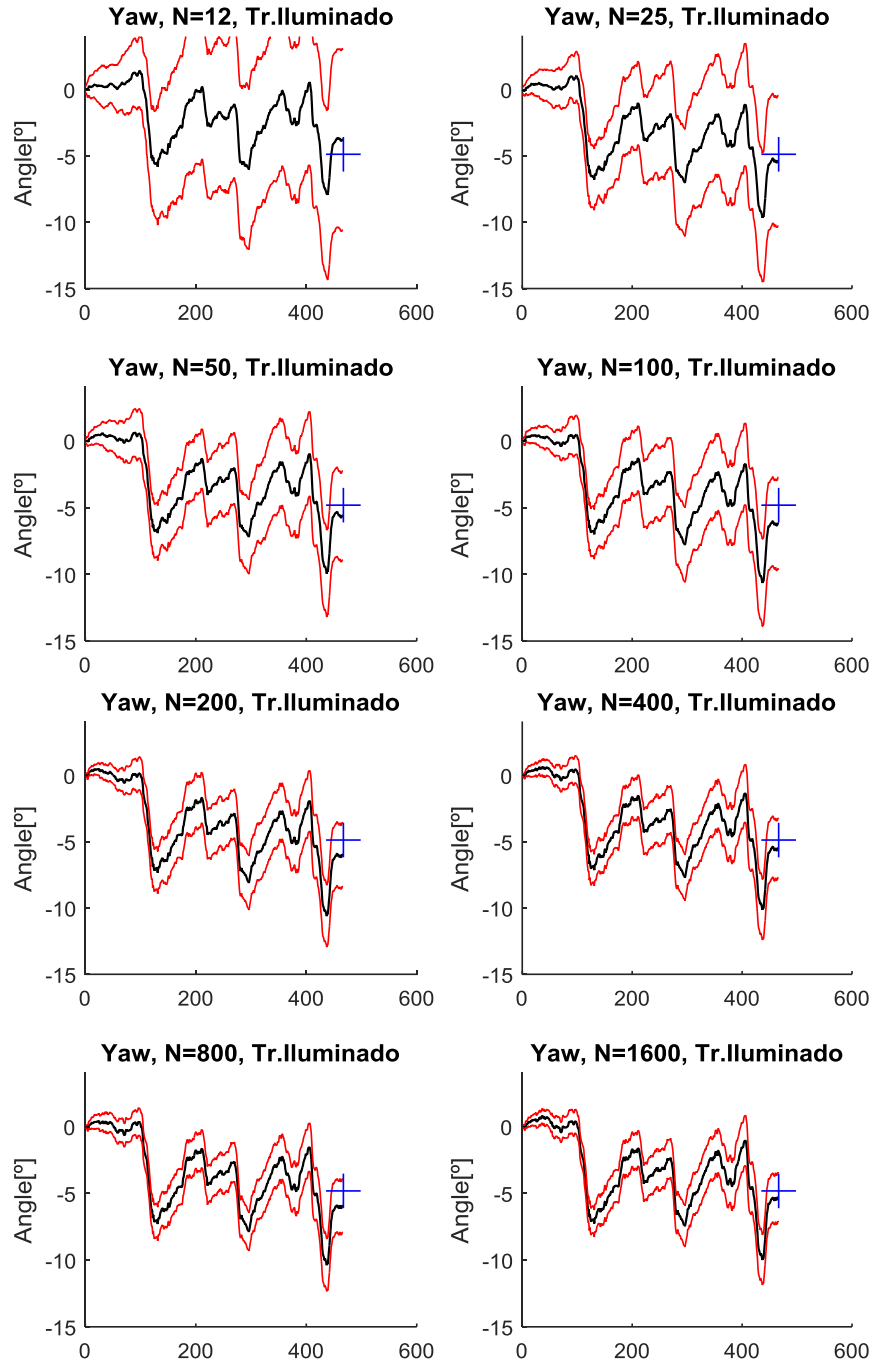 Yaw, N=12, Tr.Iluminado
Yaw, N=25, Tr.Iluminado
0
-5
-10
-15
Angle[º]
0 200 400 600
0
-5
-10
-15
Angle[º]
0 200 400 600
Yaw, N=50, Tr.Iluminado
Yaw, N=100, Tr.Iluminado
0
-5
-10
-15
Angle[º]
0 200 400 600
0
-5
-10
-15
Angle[º]
0 200 400 600
Yaw, N=200, Tr.Iluminado
Yaw, N=400, Tr.Iluminado
0
-5
-10
-15
Angle[º]
0 200 400 600
0
-5
-10
-15
Angle[º]
0 200 400 600
Yaw, N=800, Tr.Iluminado
Yaw, N=1600, Tr.Iluminado
0
-5
-10
-15
Angle[º]
0 200 400 600
0
-5
-10
-15
Angle[º]
0 200 400 600